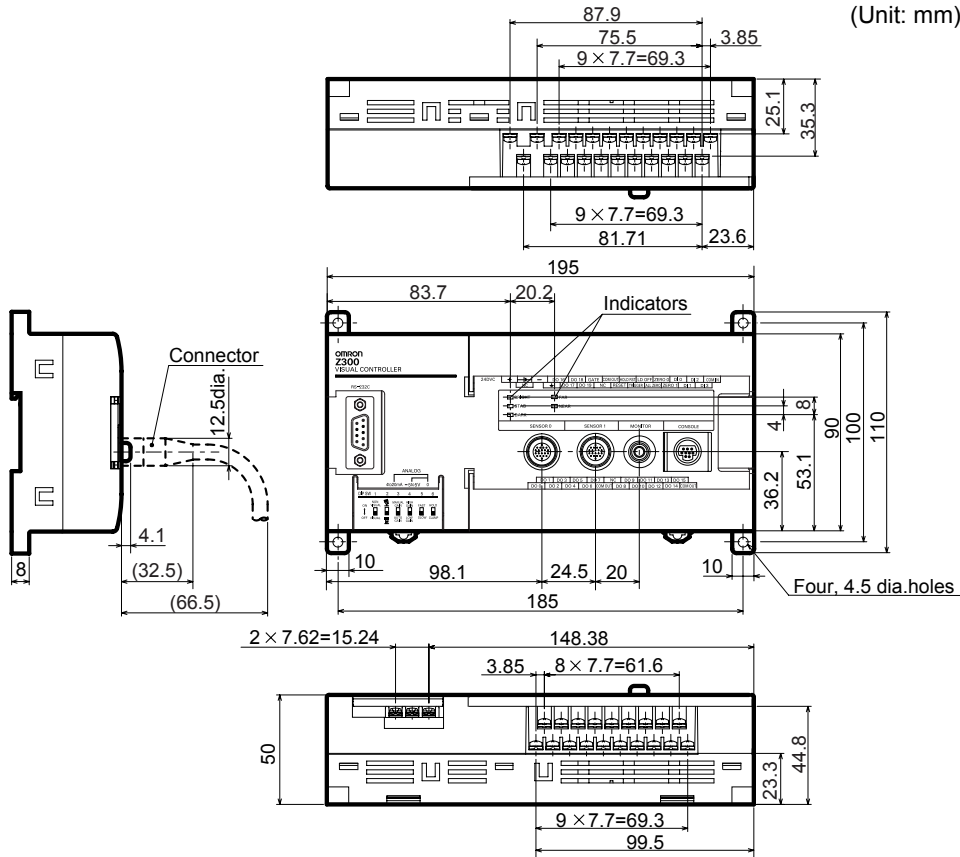 (Unit: mm)
87.9
75.5
3.85
9×7.7=69.3
25.1
35.3
9×7.7=69.3
81.71
23.6
195
83.7
20.2
Indicators
Connector
12.5dia.
OMRON
Z300
VISUAL CONTROLLER
RS-232C
SENSOR 0
SENSOR 1
MONITOR
CONSOLE
ANALOG
8
4
36.2
53.1
90
100
110
4.1
8
(32.5)
(66.5)
10
98.1
24.5
20
10
185
Four, 4.5 dia.holes
2×7.62=15.24
148.38
3.85
8×7.7=61.6
50
23.3
44.8
9×7.7=69.3
99.5